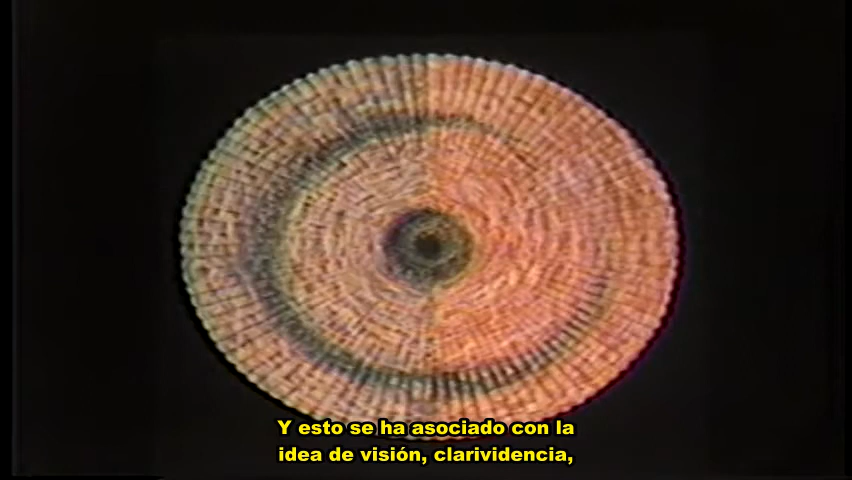 Y esto se ha asociado con la
idea de visión, clarividencia,